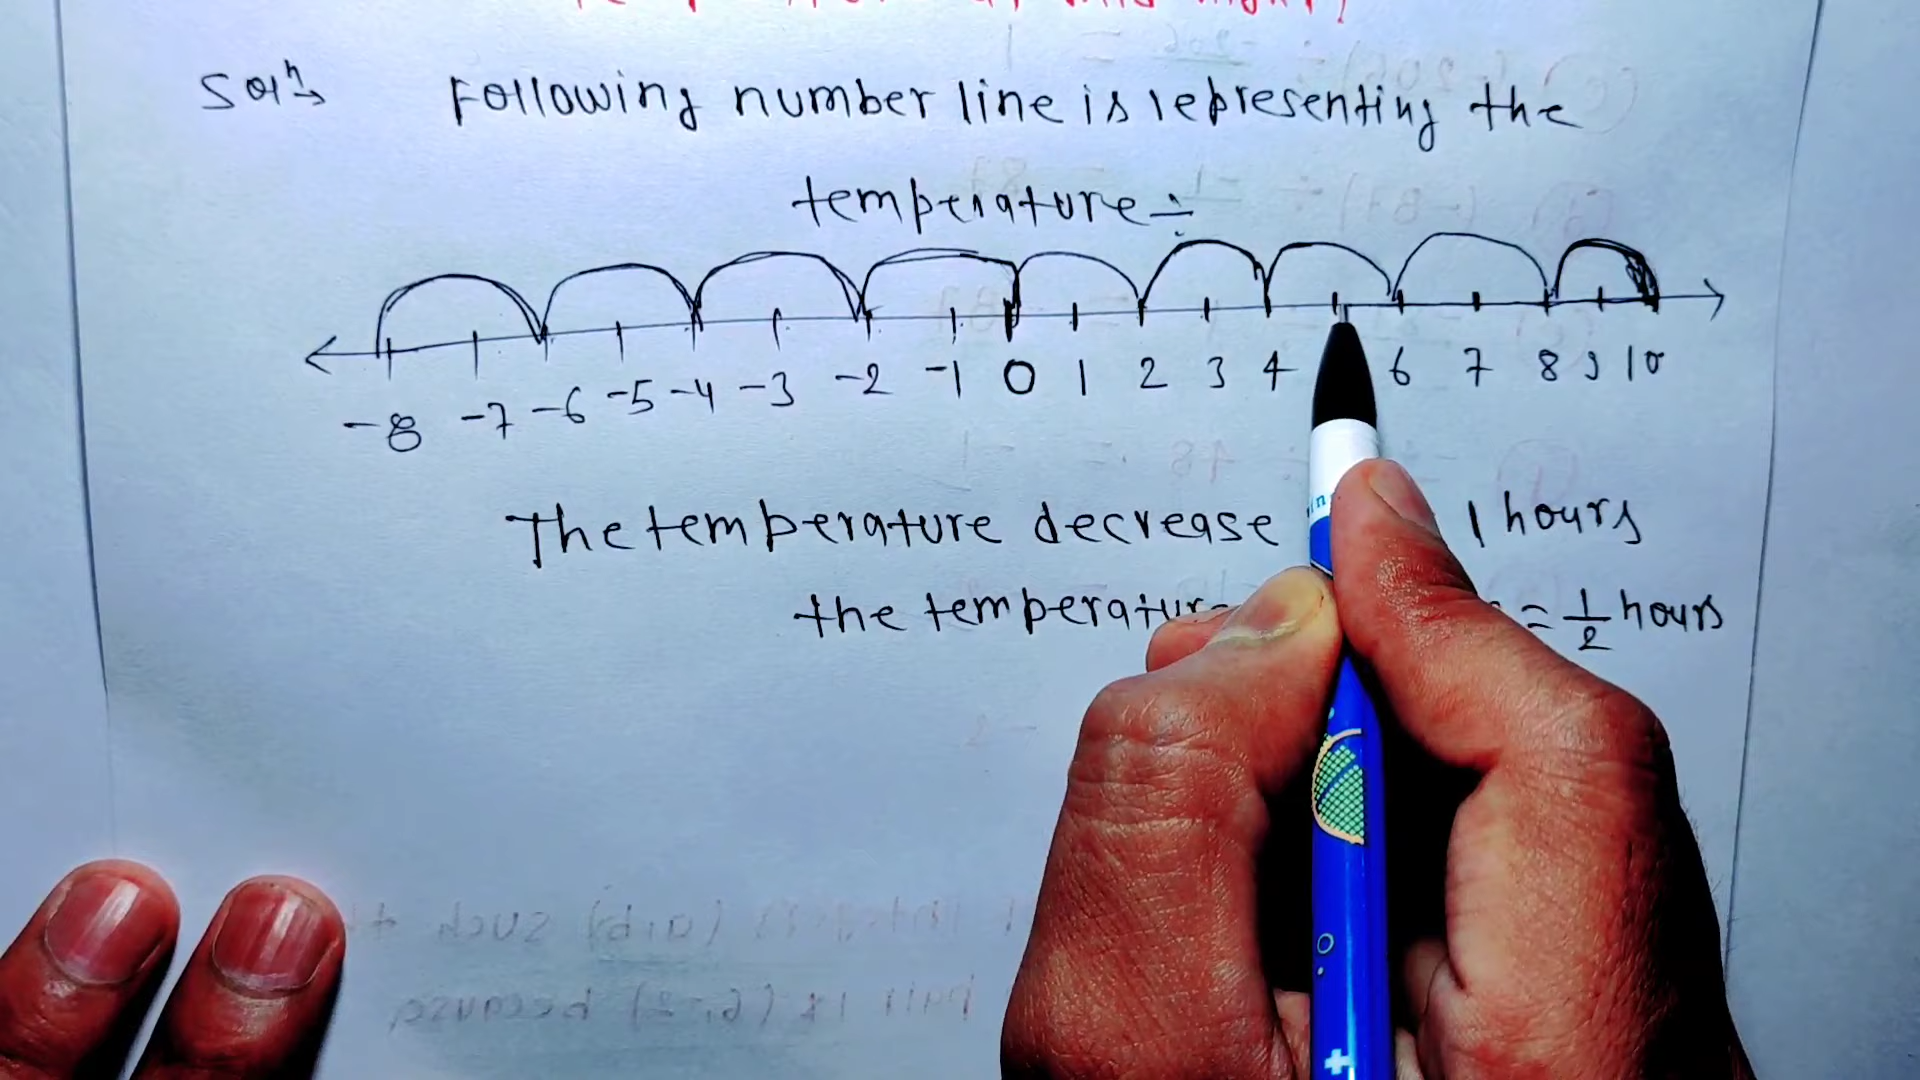 Solⁿ→ Following number line is representing the
temperature÷
-8 -7 -6 -5 -4 -3 -2 -1 0 1 2 3 4 6 7 8 9 10
The temperature decrease 1 hours
the temperatur = 1/2 hours